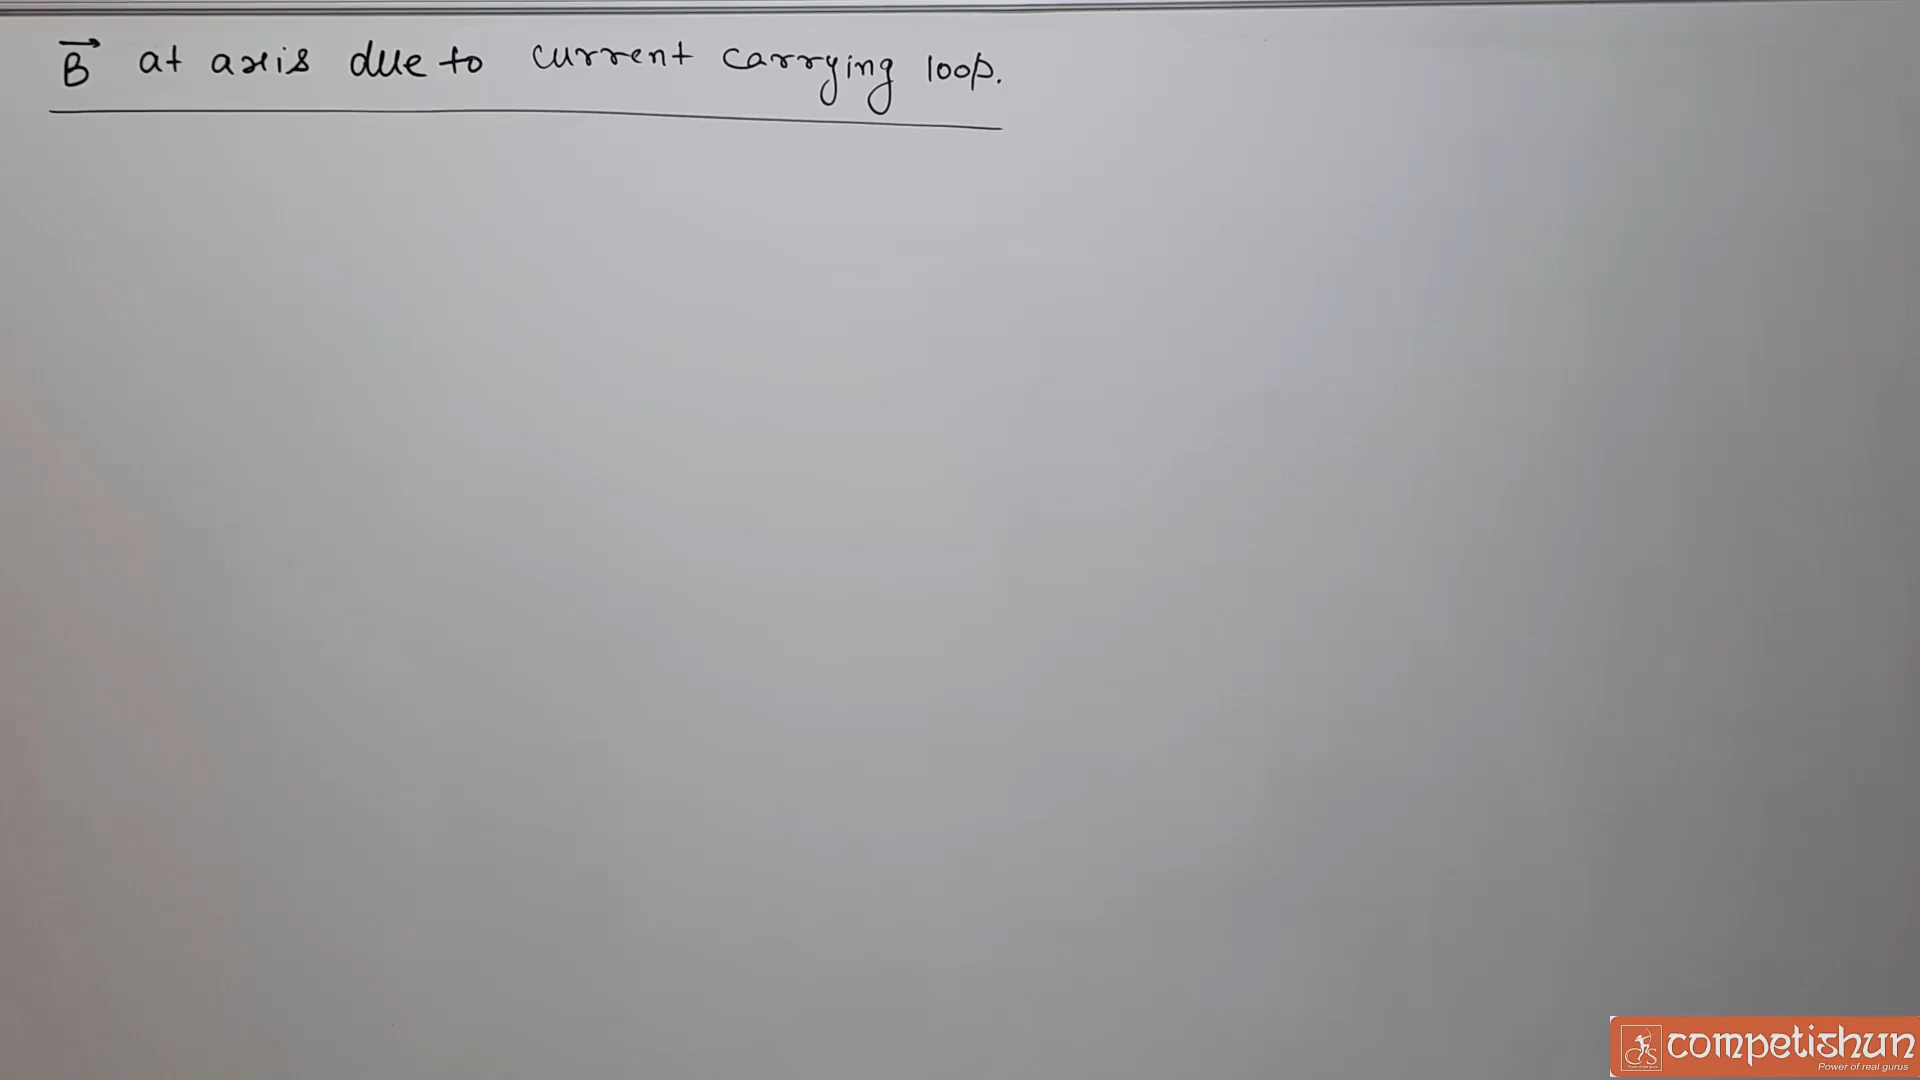 B at axis due to current carrying loop.
competishun
Power of real gurus